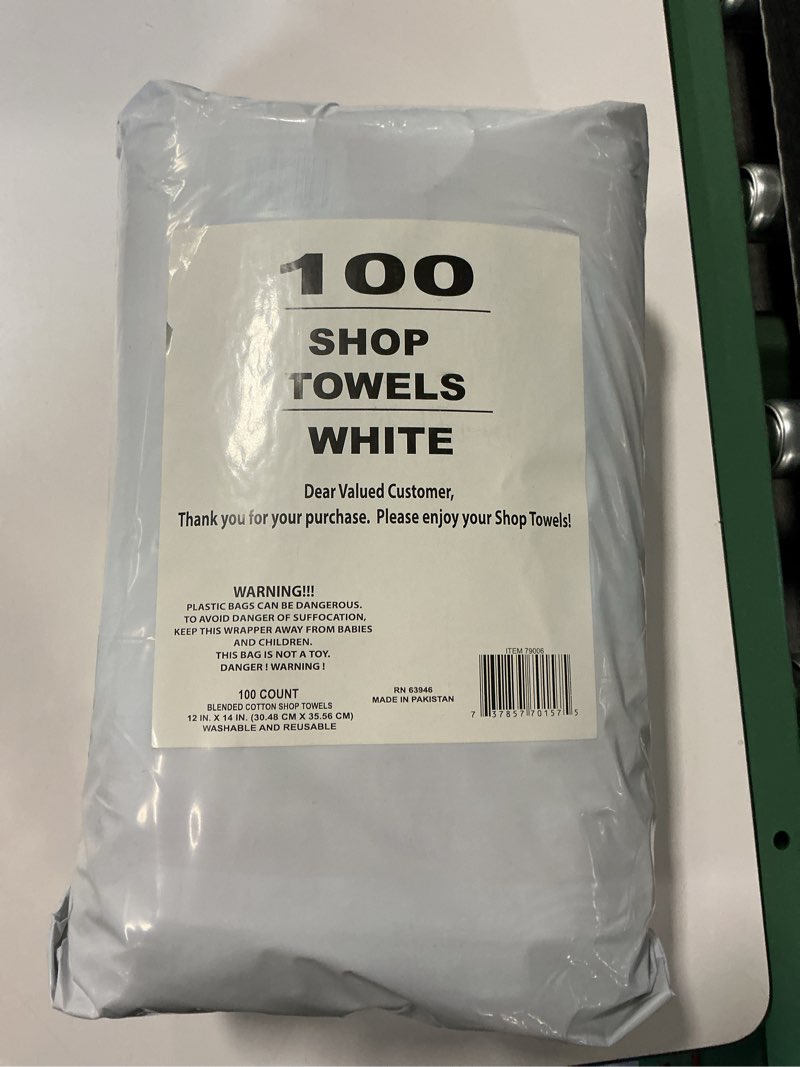 100
SHOP
TOWELS
WHITE
Dear Valued Customer,
Thank you for your purchase. Please enjoy your Shop Towels!
WARNING!!!
PLASTIC BAGS CAN BE DANGEROUS.
TO AVOID DANGER OF SUFFOCATION,
KEEP THIS WRAPPER AWAY FROM BABIES
AND CHILDREN.
THIS BAG IS NOT A TOY.
DANGER ! WARNING !
100 COUNT
BLENDED COTTON SHOP TOWELS
12 IN. X 14 IN. (30.48 CM X 35.56 CM)
WASHABLE AND REUSABLE
RN 63946
MADE IN PAKISTAN
ITEM 79006
7 37857 70157 5